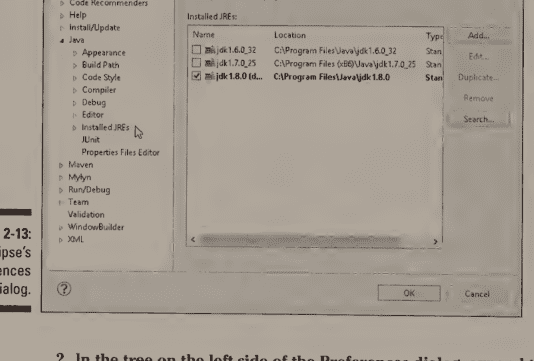 Code Recommenders
Help
Install/Update
Java
Appearance
Build Path
Code Style
Compiler
Debug
Editor
Installed JREs
JUnit
Properties Files Editor
Maven
Mylyn
Run/Debug
Team
Validation
WindowBuilder
XML
Installed JREs:
Name Location Type
jdk1.6.0_32 C:\Program Files\Java\jdk1.6.0_32 Stan
jdk1.7.0_25 C:\Program Files (x86)\Java\jdk1.7.0_25 Stan
jdk1.8.0 (d... C:\Program Files\Java\jdk1.8.0 Stan
Add...
Edit...
Duplicate...
Remove
Search...
OK Cancel
2-13:
ipse's
ences
ialog.
2 In the tree on the left side of the Preferences dialog